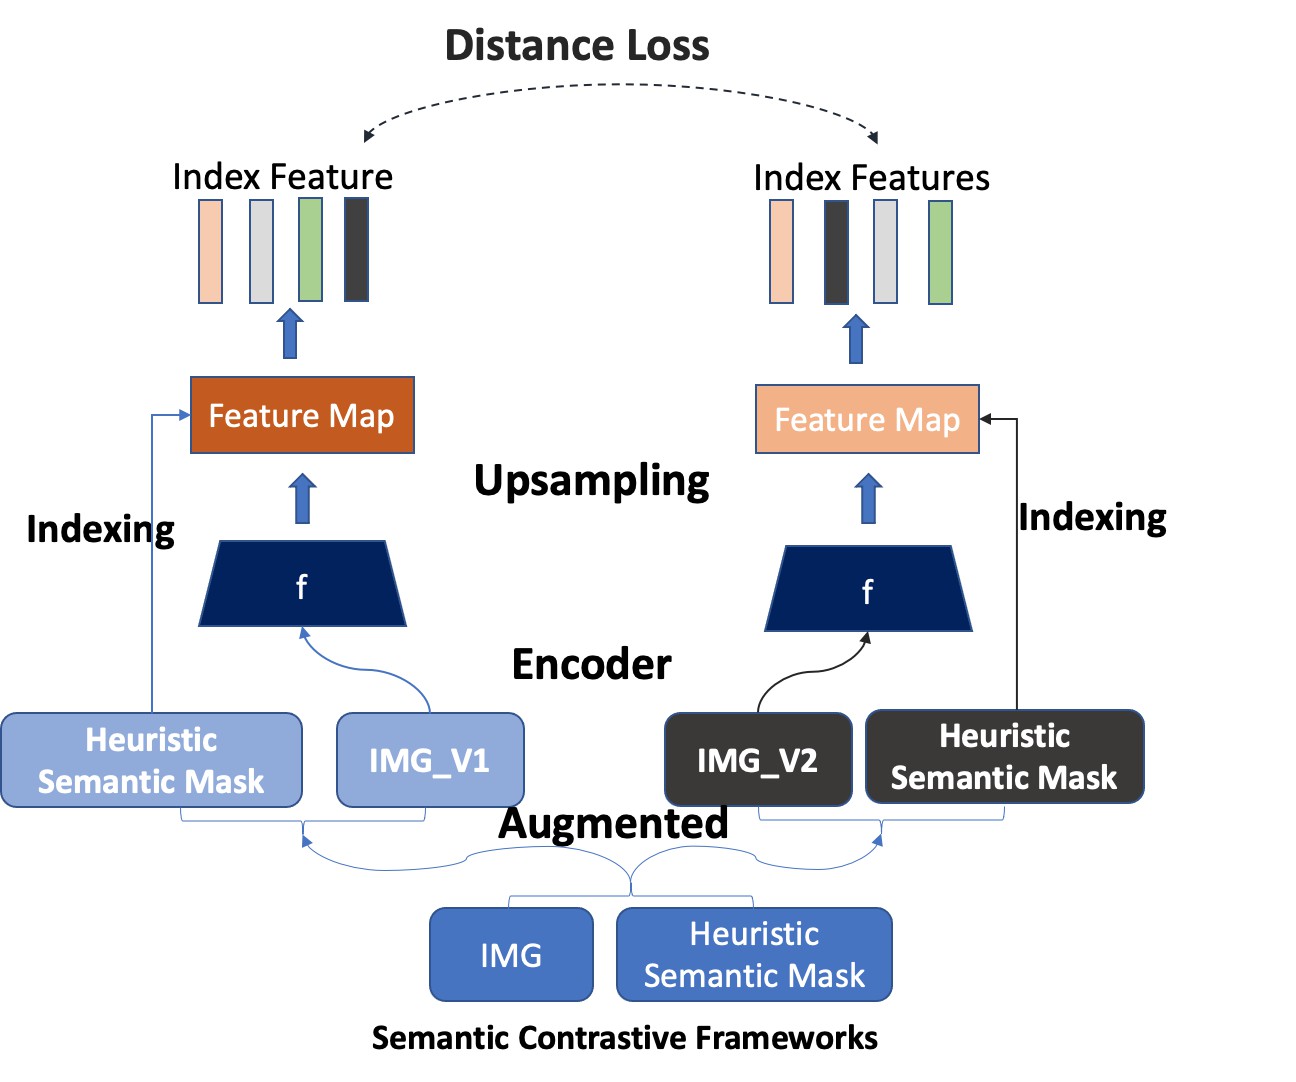 Distance Loss
Index Feature
Index Features
Feature Map
Feature Map
Upsampling
Indexing
Indexing
f
f
Encoder
Heuristic
Semantic Mask
IMG_V1
IMG_V2
Heuristic
Semantic Mask
Augmented
IMG
Heuristic
Semantic Mask
Semantic Contrastive Frameworks